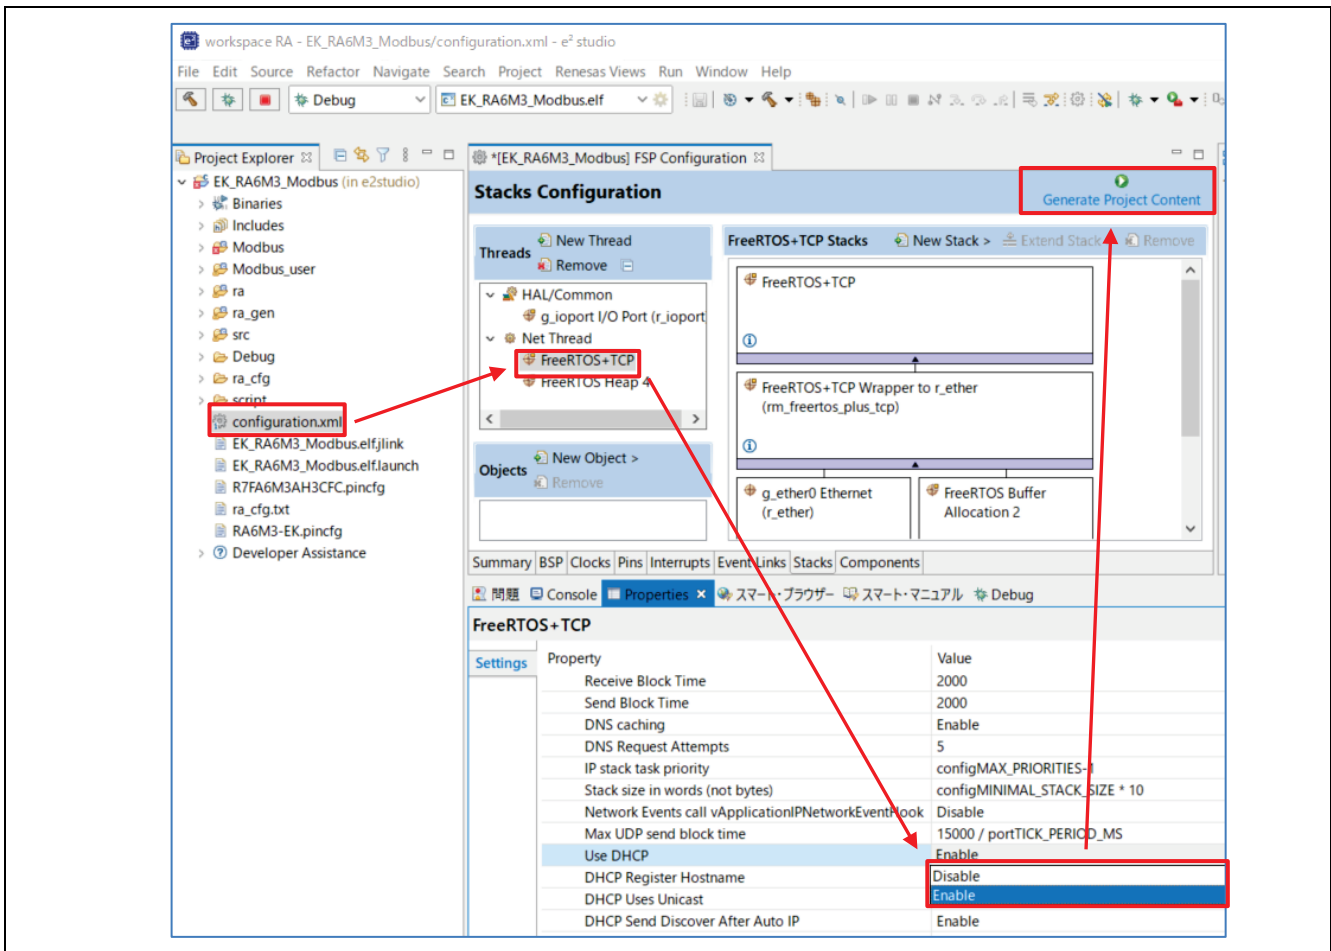 workspace RA - EK_RA6M3_Modbus/configuration.xml - e² studio
File Edit Source Refactor Navigate Search Project Renesas Views Run Window Help
Debug
EK_RA6M3_Modbus.elf
Project Explorer
EK_RA6M3_Modbus (in e2studio)
Binaries
Includes
Modbus
Modbus_user
ra
ra_gen
src
Debug
ra_cfg
script
configuration.xml
EK_RA6M3_Modbus.elf.jlink
EK_RA6M3_Modbus.elf.launch
R7FA6M3AH3CFC.pincfg
ra_cfg.txt
RA6M3-EK.pincfg
Developer Assistance
*[EK_RA6M3_Modbus] FSP Configuration
Stacks Configuration
Generate Project Content
Threads
New Thread
Remove
HAL/Common
g_ioport I/O Port (r_ioport
Net Thread
FreeRTOS+TCP
FreeRTOS Heap 4
Objects
New Object >
Remove
FreeRTOS+TCP Stacks
New Stack >
Extend Stack
Remove
FreeRTOS+TCP
FreeRTOS+TCP Wrapper to r_ether
(rm_freertos_plus_tcp)
g_ether0 Ethernet
(r_ether)
FreeRTOS Buffer
Allocation 2
Summary BSP Clocks Pins Interrupts Event Links Stacks Components
問題 Console Properties スマート・ブラウザー スマート・マニュアル Debug
FreeRTOS+TCP
Settings
Property Value
Receive Block Time 2000
Send Block Time 2000
DNS caching Enable
DNS Request Attempts 5
IP stack task priority configMAX_PRIORITIES-1
Stack size in words (not bytes) configMINIMAL_STACK_SIZE * 10
Network Events call vApplicationIPNetworkEventHook Disable
Max UDP send block time 15000 / portTICK_PERIOD_MS
Use DHCP Enable
DHCP Register Hostname Disable
DHCP Uses Unicast Enable
DHCP Send Discover After Auto IP Enable